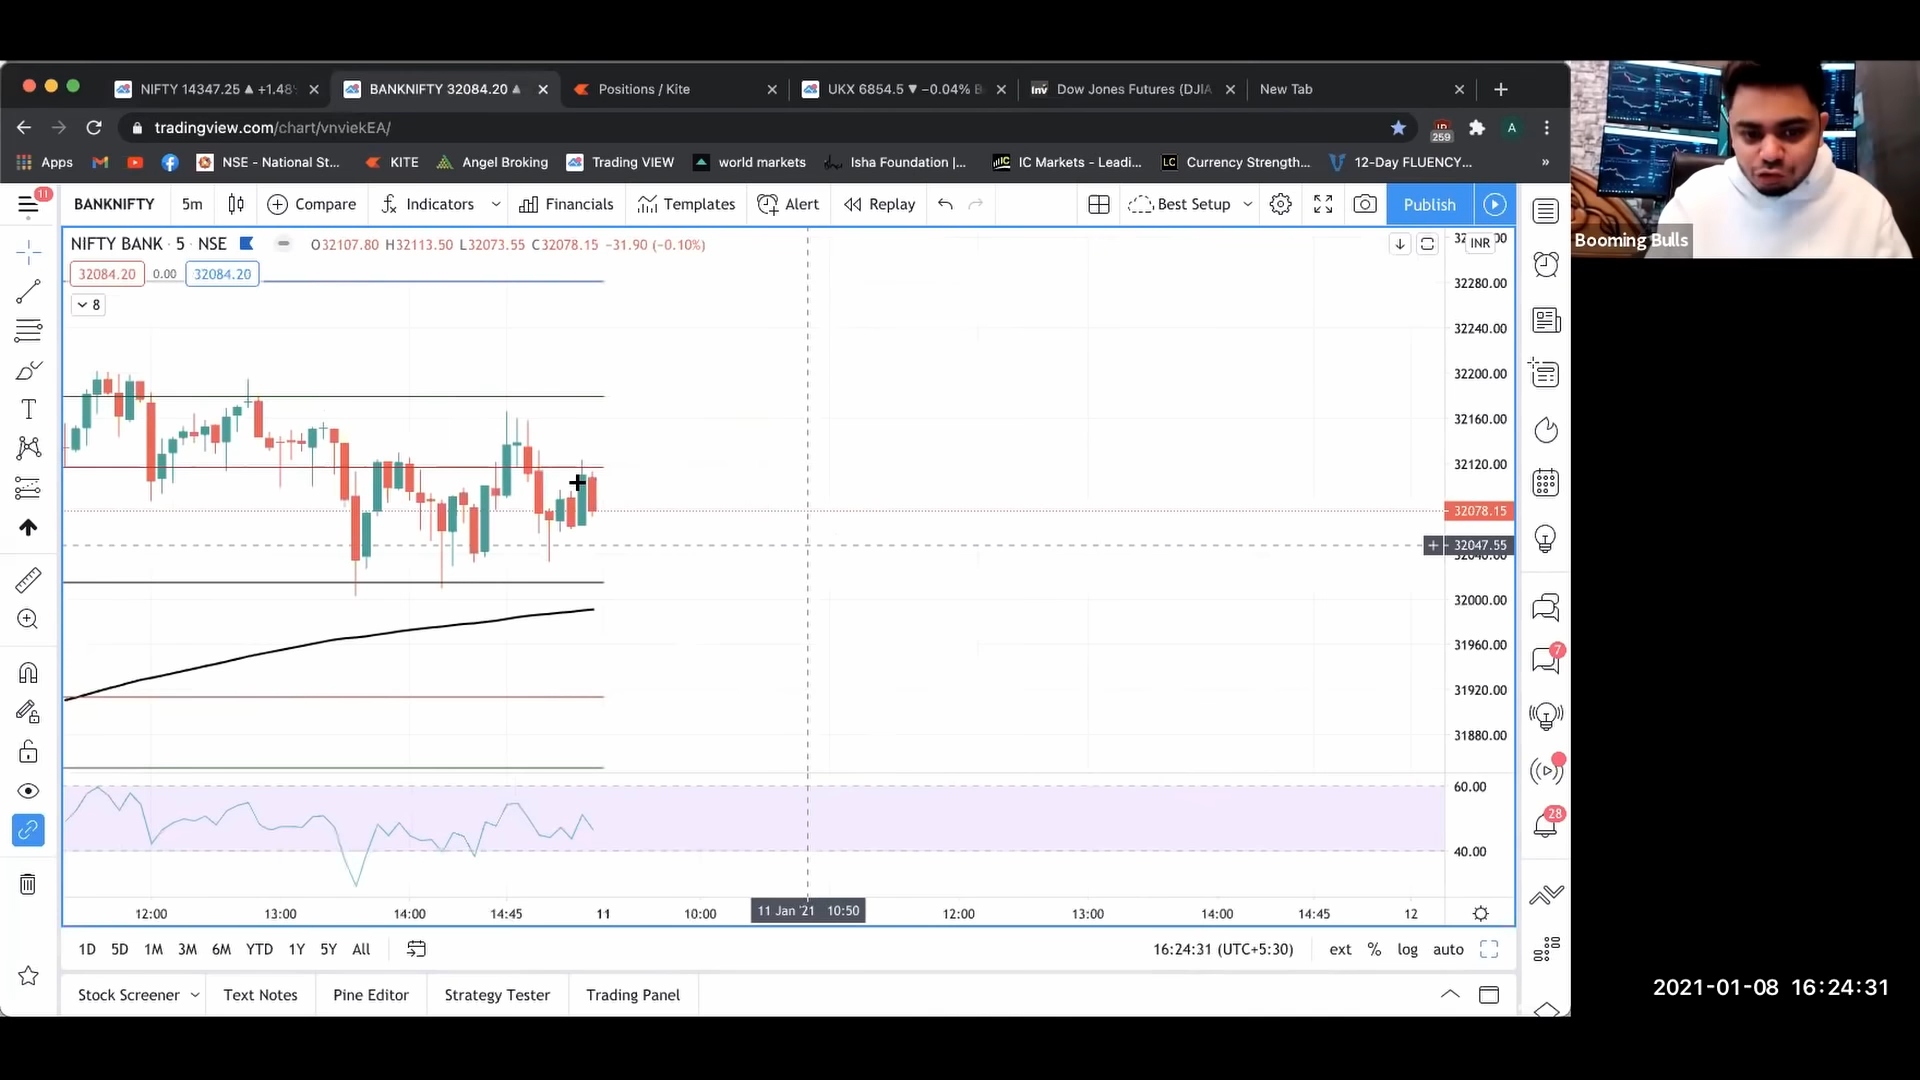 NIFTY 14347.25 ▲ +1.48
BANKNIFTY 32084.20 ▲
Positions / Kite
UKX 6854.5 ▼ −0.04%
inv Dow Jones Futures (DJIA
New Tab
tradingview.com/chart/vnviekEA/
259
A
Apps
NSE - National St...
KITE
Angel Broking
Trading VIEW
world markets
Isha Foundation |...
IC Markets - Leadi...
LC Currency Strength...
12-Day FLUENCY...
»
11
BANKNIFTY
5m
Compare
Indicators
Financials
Templates
Alert
Replay
Best Setup
Publish
Booming Bulls
NIFTY BANK · 5 · NSE
O32107.80 H32113.50 L32073.55 C32078.15 −31.90 (−0.10%)
INR
32084.20 0.00 32084.20
8
32280.00
32240.00
32200.00
32160.00
32120.00
32078.15
32047.55
32000.00
31960.00
31920.00
31880.00
60.00
40.00
7
28
12:00 13:00 14:00 14:45 11 10:00 11 Jan '21 10:50 12:00 13:00 14:00 14:45 12
1D 5D 1M 3M 6M YTD 1Y 5Y All
16:24:31 (UTC+5:30)
ext % log auto
Stock Screener
Text Notes
Pine Editor
Strategy Tester
Trading Panel
2021-01-08 16:24:31